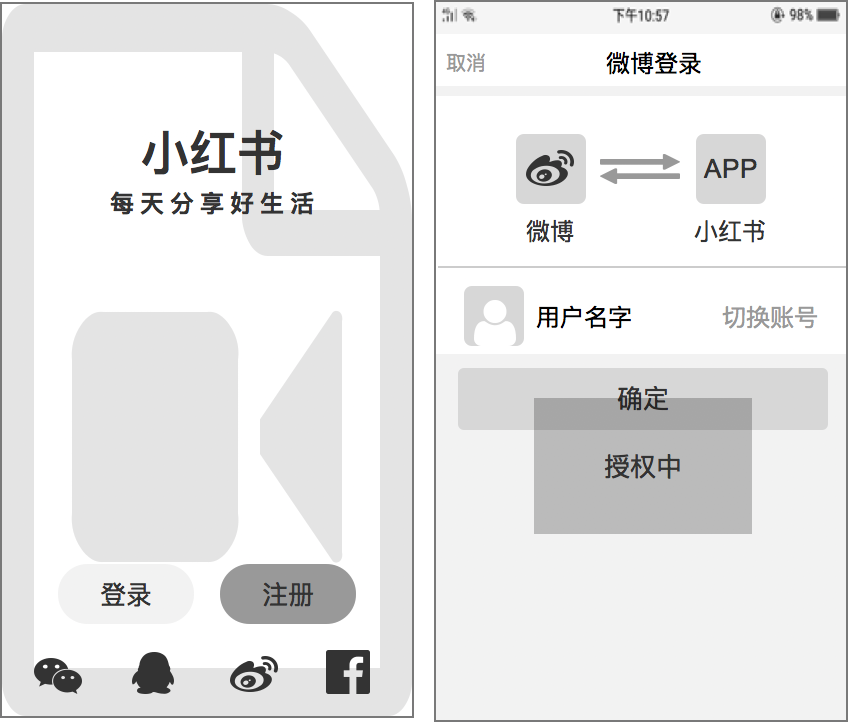 小红书
每天分享好生活
登录
注册
下午10:57
98%
取消
微博登录
APP
微博
小红书
用户名字
切换账号
确定
授权中